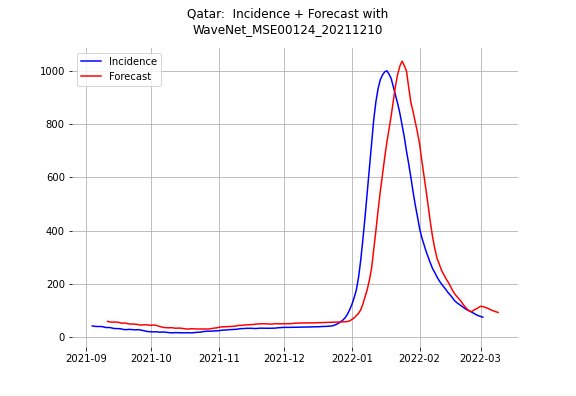 Qatar:  Incidence + Forecast with
WaveNet_MSE00124_20211210
Incidence
Forecast
1000
800
600
400
200
0
2021-09 2021-10 2021-11 2021-12 2022-01 2022-02 2022-03